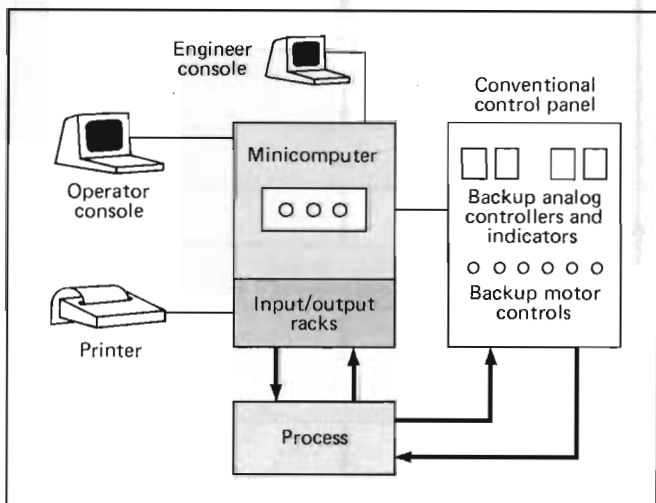 Engineer
console
Conventional
control panel
Operator
console
Minicomputer
Backup analog
controllers and
indicators
Backup motor
controls
Printer
Input/output
racks
Process